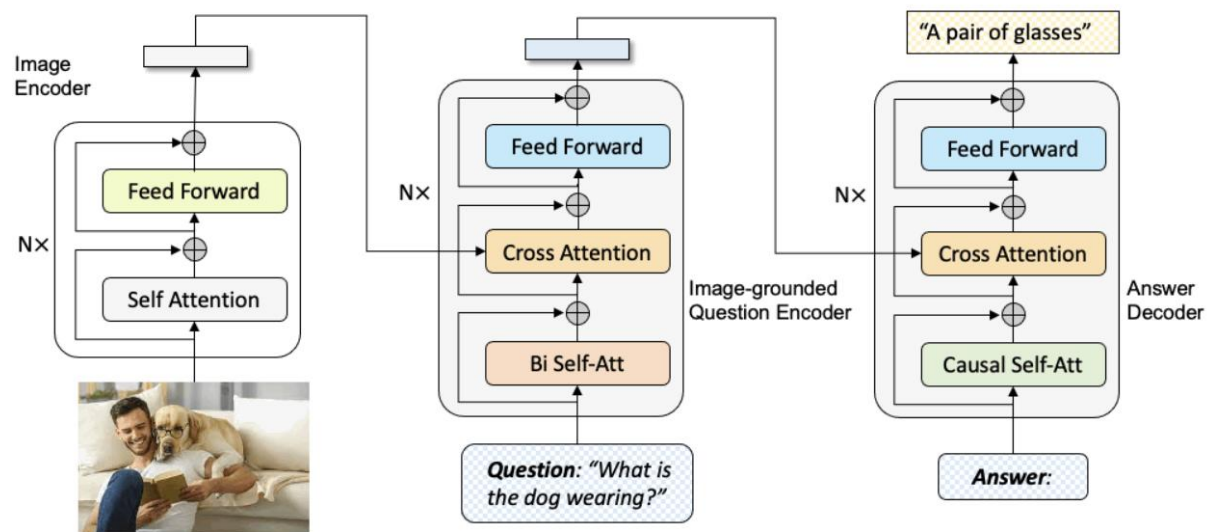 Image
Encoder
N×
Feed Forward
Self Attention
N×
Feed Forward
Cross Attention
Bi Self-Att
Image-grounded
Question Encoder
Question: “What is
the dog wearing?”
“A pair of glasses”
N×
Feed Forward
Cross Attention
Causal Self-Att
Answer
Decoder
Answer: